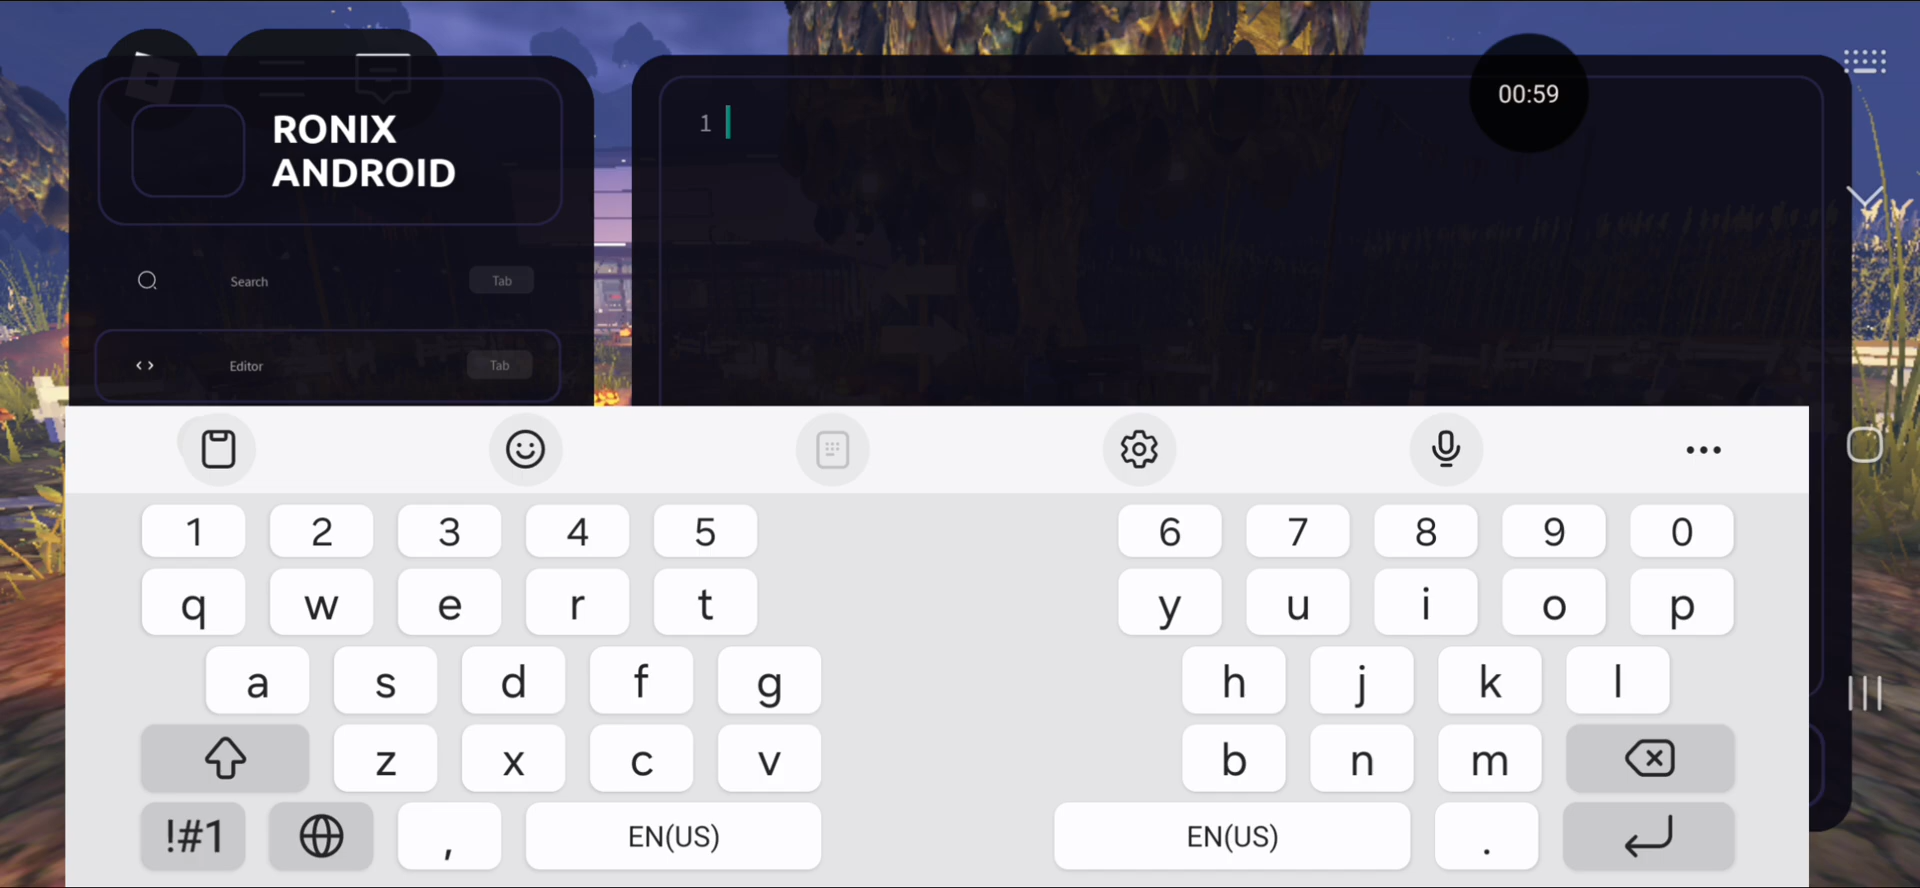 RONIX
ANDROID
00:59
1
Search
Tab
Editor
Tab
1 2 3 4 5 6 7 8 9 0
q w e r t y u i o p
a s d f g h j k l
z x c v b n m
!#1 , EN(US) EN(US) .